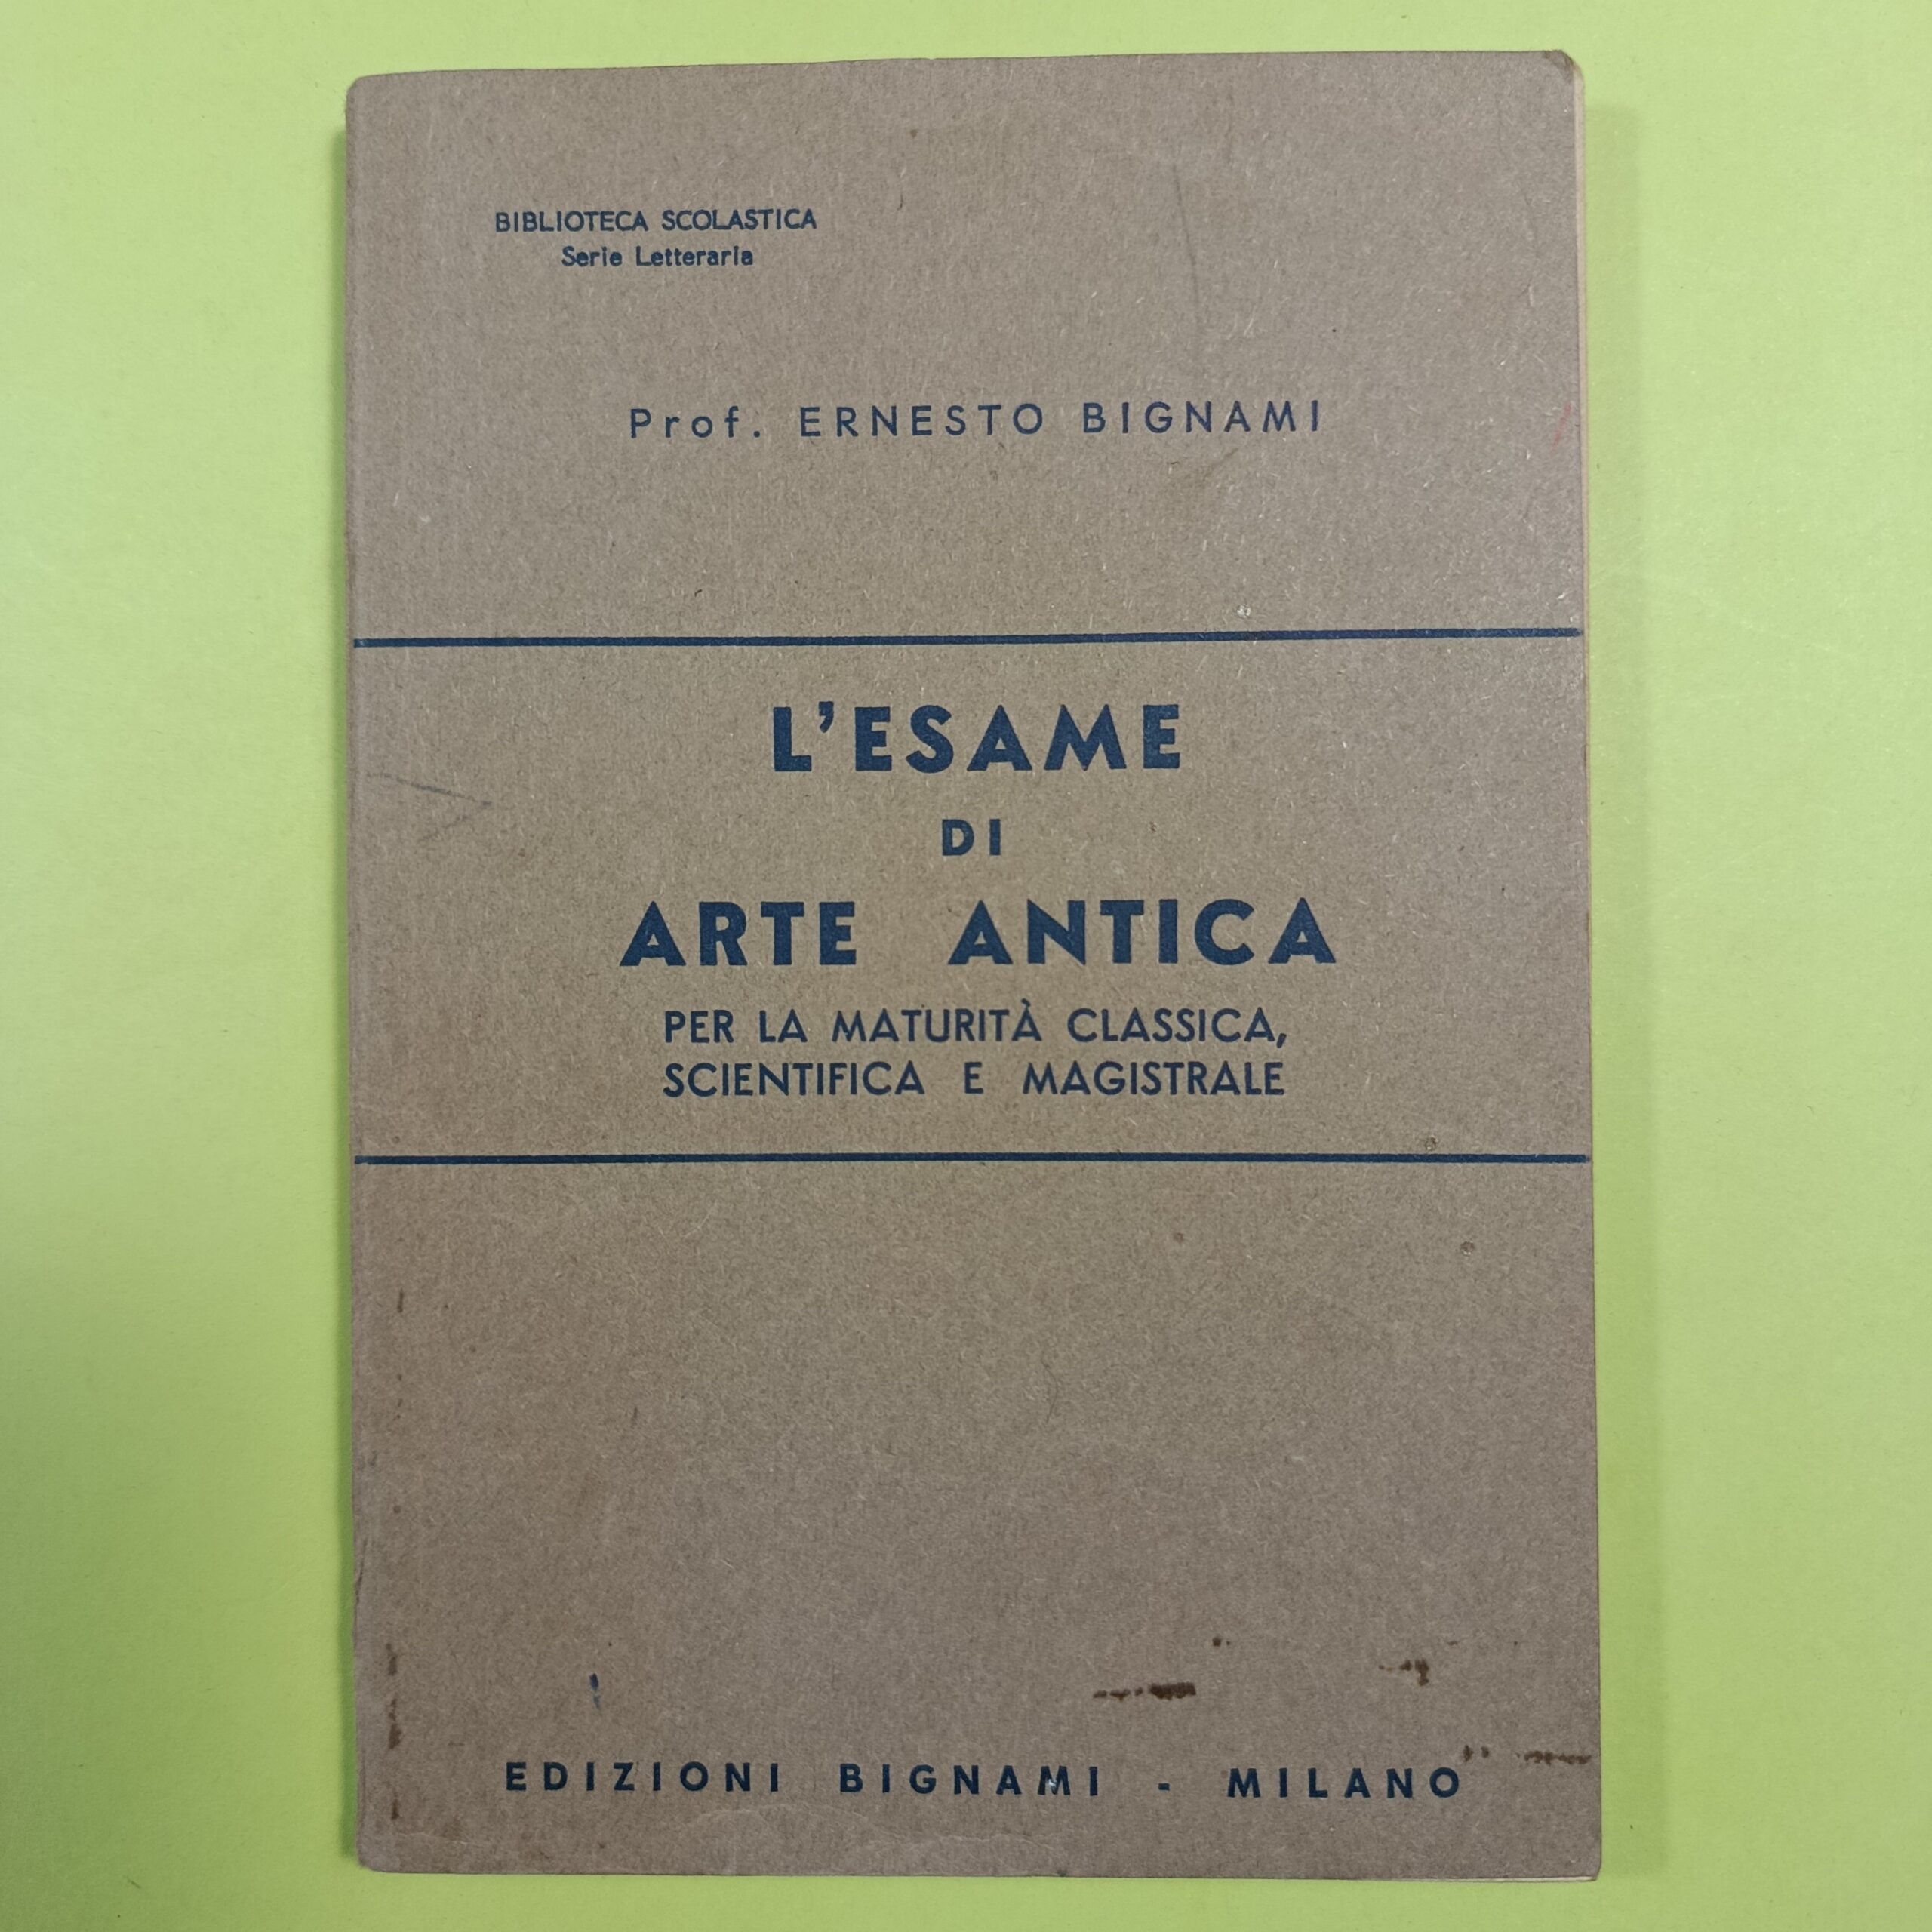 BIBLIOTECA SCOLASTICA
Serie Letteraria
Prof. ERNESTO BIGNAMI
L'ESAME
DI
ARTE ANTICA
PER LA MATURITÀ CLASSICA,
SCIENTIFICA E MAGISTRALE
EDIZIONI BIGNAMI - MILANO